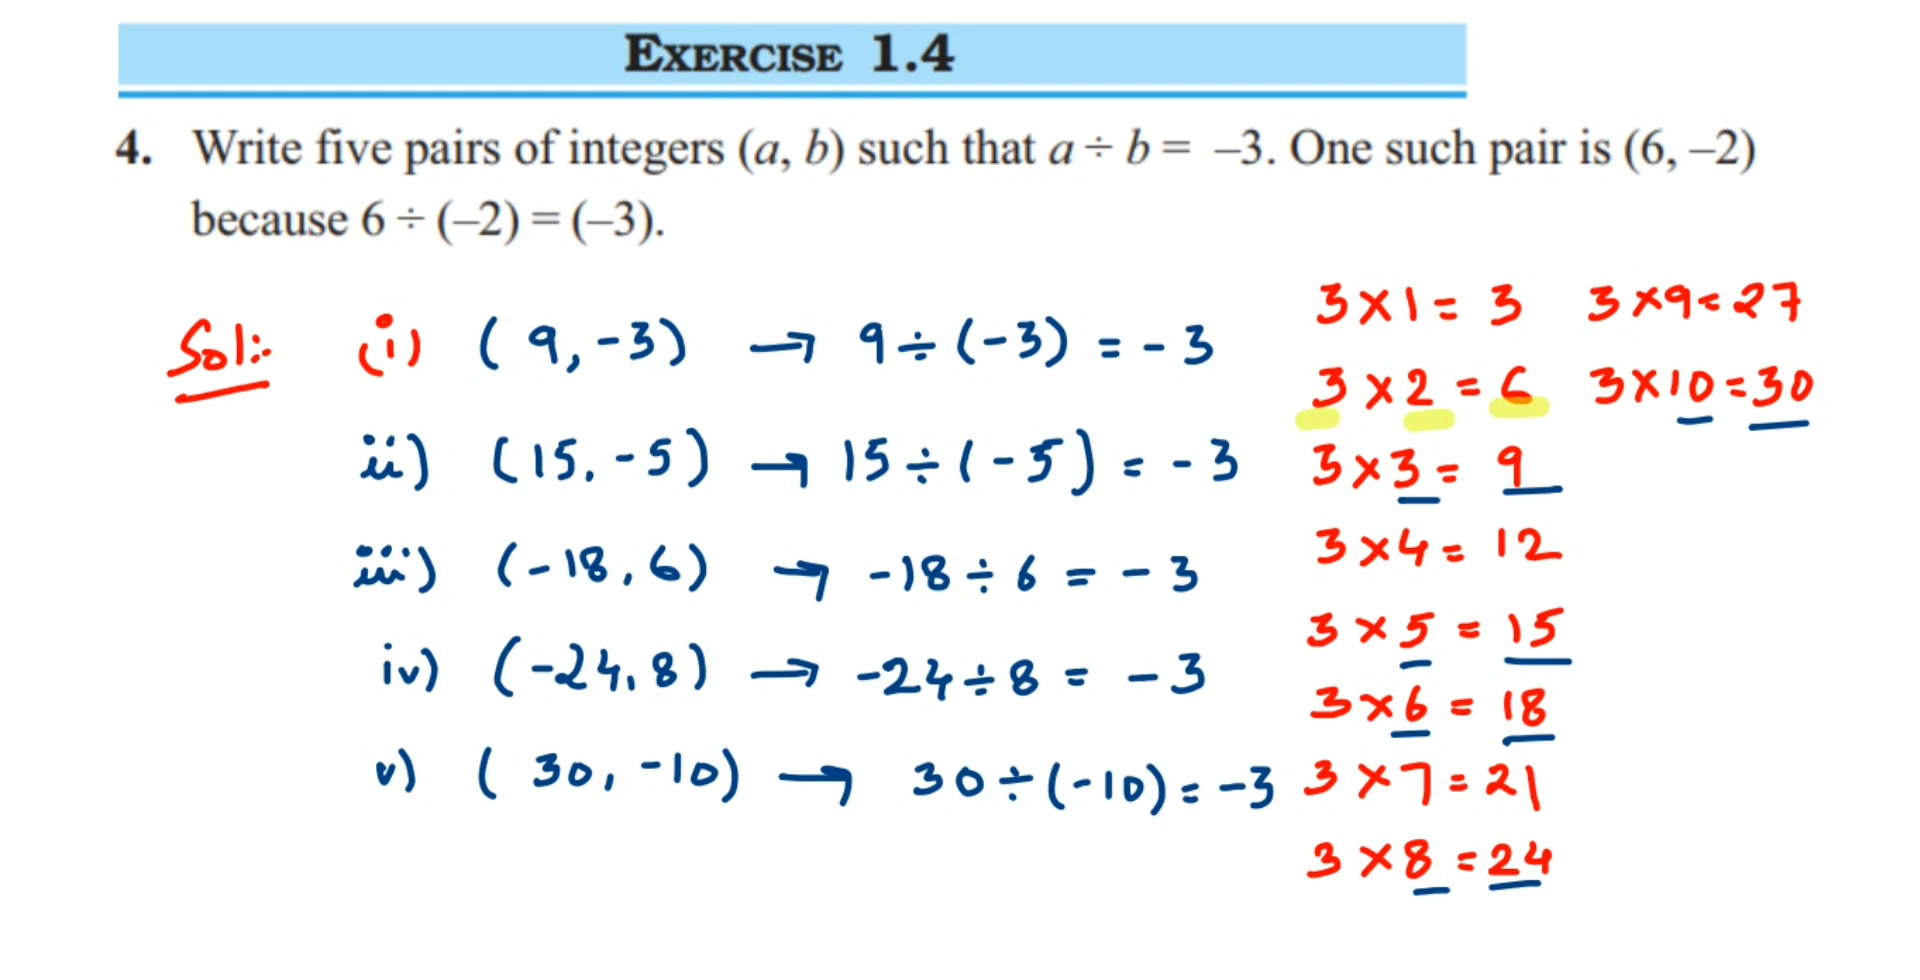 EXERCISE 1.4
4. Write five pairs of integers (a, b) such that a ÷ b = –3. One such pair is (6, –2)
because 6 ÷ (–2) = (–3).
Sol:- (i) (9, -3) → 9 ÷ (-3) = -3
ii) (15, -5) → 15 ÷ (-5) = -3
iii) (-18, 6) → -18 ÷ 6 = -3
iv) (-24, 8) → -24 ÷ 8 = -3
v) (30, -10) → 30 ÷ (-10) = -3
3 × 1 = 3
3 × 2 = 6
3 × 3 = 9
3 × 4 = 12
3 × 5 = 15
3 × 6 = 18
3 × 7 = 21
3 × 8 = 24
3 × 9 = 27
3 × 10 = 30